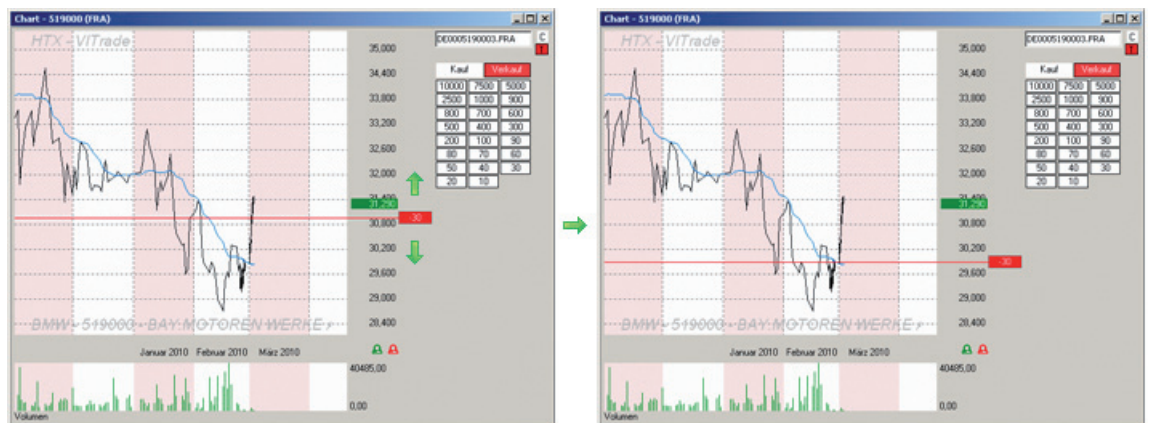 Chart - 519000 (FRA)
HTX - VITrade
DE0005190003.FRA C
T
Kauf Verkauf
10000 7500 5000
2500 1000 900
800 700 600
500 400 300
200 100 90
80 70 60
50 40 30
20 10
35,000
34,400
33,800
33,200
32,600
32,000
31,400
31,290
-30
30,800
30,200
29,600
29,000
28,400
BMW - 519000 - BAY.MOTOREN WERKE
Januar 2010 Februar 2010 März 2010
40485,00
0,00
Volumen
Chart - 519000 (FRA)
HTX - VITrade
DE0005190003.FRA C
T
Kauf Verkauf
10000 7500 5000
2500 1000 900
800 700 600
500 400 300
200 100 90
80 70 60
50 40 30
20 10
35,000
34,400
33,800
33,200
32,600
32,000
31,400
31,290
30,800
30,200
-30
29,600
29,000
28,400
BMW - 519000 - BAY.MOTOREN WERKE
Januar 2010 Februar 2010 März 2010
40485,00
0,00
Volumen